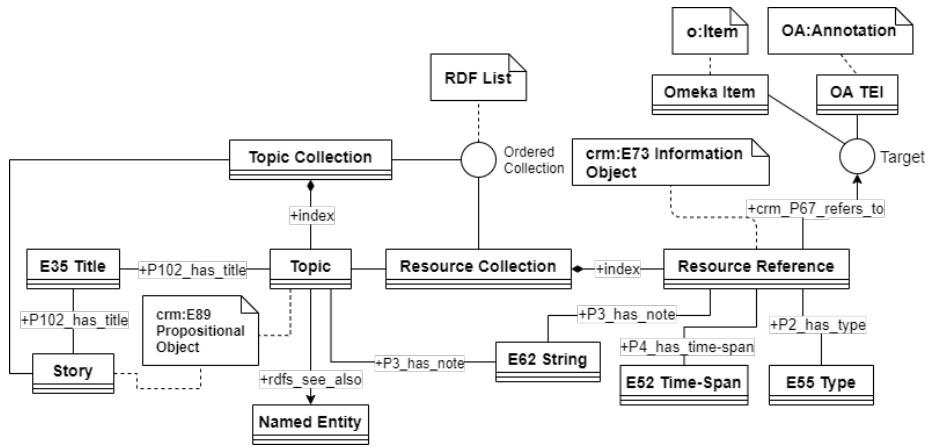 o:Item
OA:Annotation
RDF List
Omeka Item
OA TEI
Topic Collection
Ordered
Collection
crm:E73 Information
Object
Target
+index
+crm_P67_refers_to
E35 Title
+P102_has_title
Topic
Resource Collection
+index
Resource Reference
+P102_has_title
crm:E89
Propositional
Object
+P3_has_note
+P2_has_type
+P4_has_time-span
Story
+P3_has_note
E62 String
+rdfs_see_also
E52 Time-Span
E55 Type
Named Entity